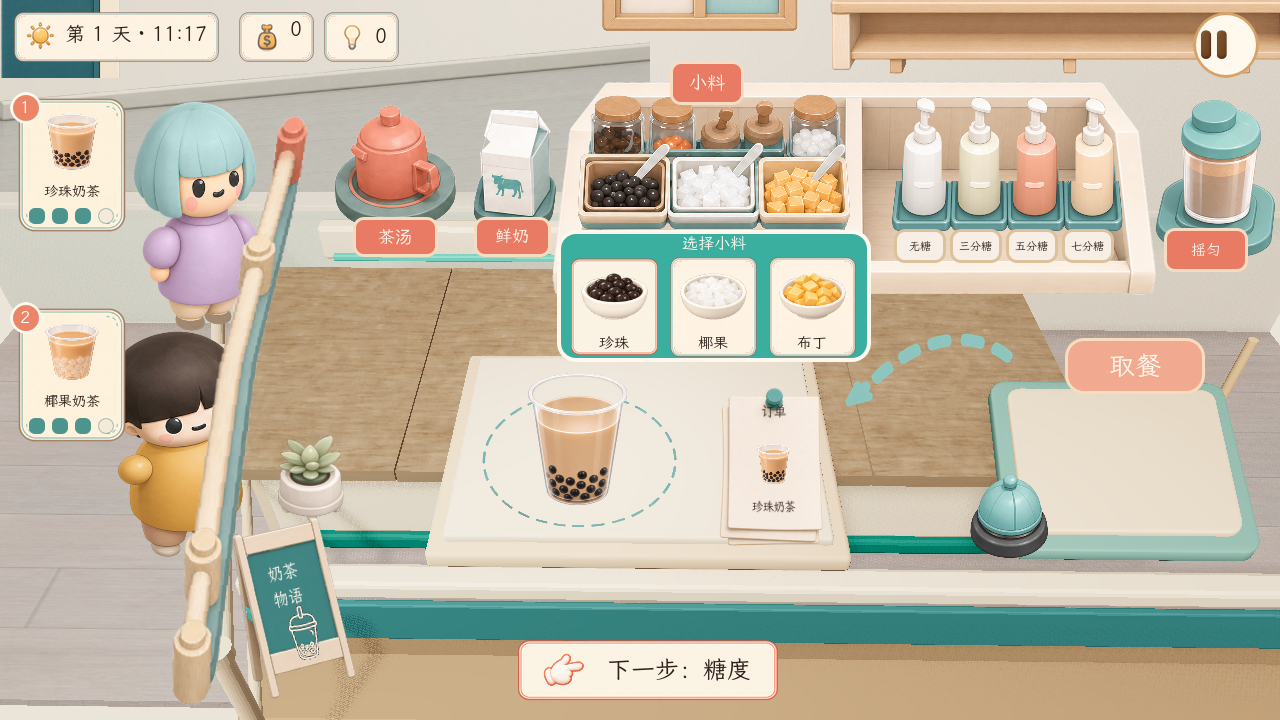 第 1 天·11:17
0
0
小料
1
珍珠奶茶
2
椰果奶茶
茶汤
鲜奶
无糖
三分糖
五分糖
七分糖
摇匀
选择小料
珍珠
椰果
布丁
取餐
订单
珍珠奶茶
奶茶
物语
下一步: 糖度